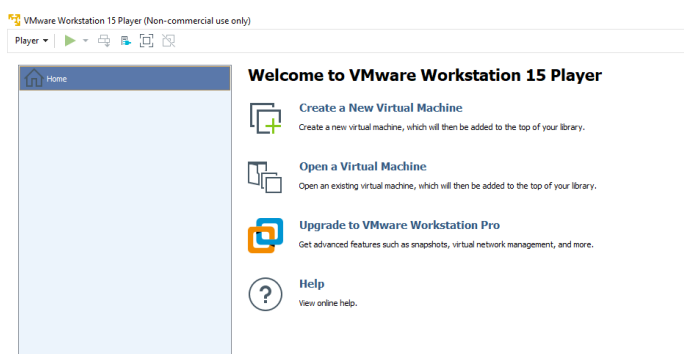 VMware Workstation 15 Player (Non-commercial use only)
Player
Home
Welcome to VMware Workstation 15 Player
Create a New Virtual Machine
Create a new virtual machine, which will then be added to the top of your library.
Open a Virtual Machine
Open an existing virtual machine, which will then be added to the top of your library.
Upgrade to VMware Workstation Pro
Get advanced features such as snapshots, virtual network management, and more.
Help
View online help.